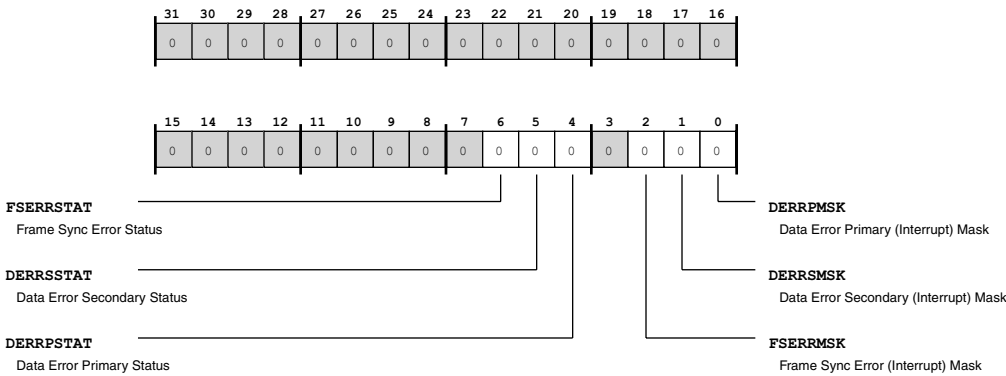 31 30 29 28 27 26 25 24 23 22 21 20 19 18 17 16
0 0 0 0 0 0 0 0 0 0 0 0 0 0 0 0
15 14 13 12 11 10 9 8 7 6 5 4 3 2 1 0
0 0 0 0 0 0 0 0 0 0 0 0 0 0 0 0
FSERRSTAT
Frame Sync Error Status
DERRSSTAT
Data Error Secondary Status
DERRPSTAT
Data Error Primary Status
DERRPMSK
Data Error Primary (Interrupt) Mask
DERRSMSK
Data Error Secondary (Interrupt) Mask
FSERRMSK
Frame Sync Error (Interrupt) Mask